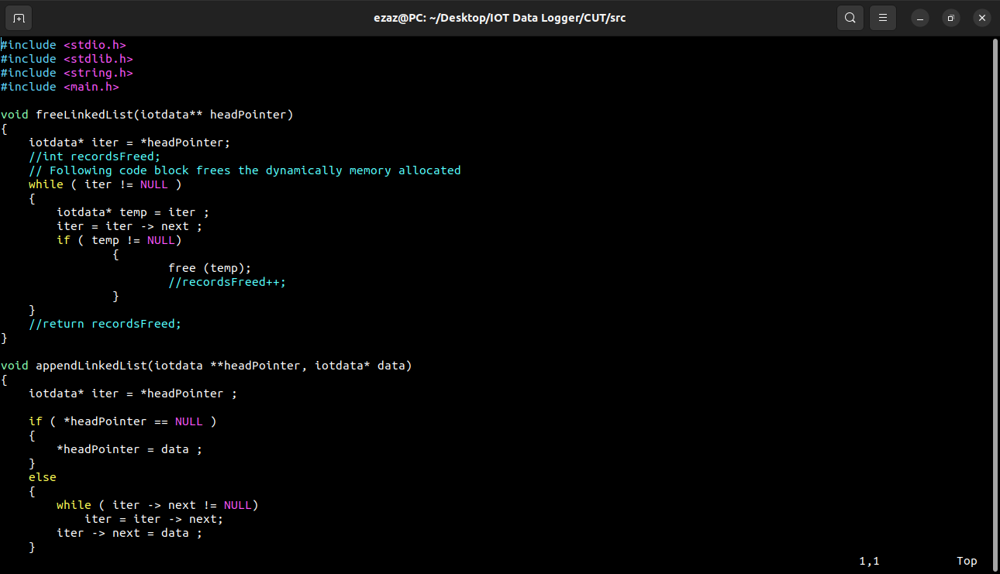 ezaz@PC: ~/Desktop/IOT Data Logger/CUT/src
#include <stdio.h>
#include <stdlib.h>
#include <string.h>
#include <main.h>

void freeLinkedList(iotdata** headPointer)
{
    iotdata* iter = *headPointer;
    //int recordsFreed;
    // Following code block frees the dynamically memory allocated
    while ( iter != NULL )
    {
        iotdata* temp = iter ;
        iter = iter -> next ;
        if ( temp != NULL)
                {
                        free (temp);
                        //recordsFreed++;
                }
    }
    //return recordsFreed;
}

void appendLinkedList(iotdata **headPointer, iotdata* data)
{
    iotdata* iter = *headPointer ;

    if ( *headPointer == NULL )
    {
        *headPointer = data ;
    }
    else
    {
        while ( iter -> next != NULL)
            iter = iter -> next;
        iter -> next = data ;
    }
1,1 Top